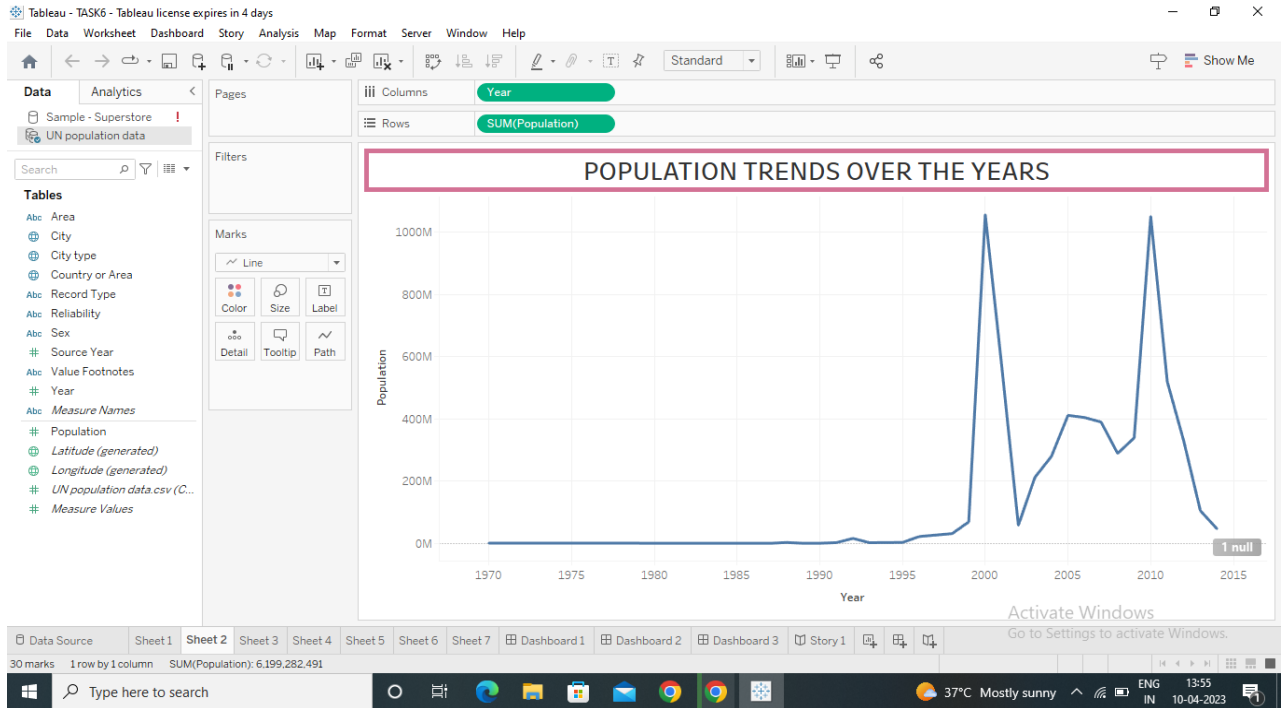 Tableau - TASK6 - Tableau license expires in 4 days
File Data Worksheet Dashboard Story Analysis Map Format Server Window Help
Standard
Show Me
Data Analytics
Sample - Superstore !
UN population data
Search
Tables
Abc Area
City
City type
Country or Area
Abc Record Type
Abc Reliability
Abc Sex
# Source Year
Abc Value Footnotes
# Year
Abc Measure Names
# Population
Latitude (generated)
Longitude (generated)
# UN population data.csv (C...
# Measure Values
Pages
Filters
Marks
Line
Color Size Label
Detail Tooltip Path
Columns Year
Rows SUM(Population)
POPULATION TRENDS OVER THE YEARS
Population
1000M
800M
600M
400M
200M
0M
1 null
1970 1975 1980 1985 1990 1995 2000 2005 2010 2015
Year
Activate Windows
Go to Settings to activate Windows.
Data Source Sheet 1 Sheet 2 Sheet 3 Sheet 4 Sheet 5 Sheet 6 Sheet 7 Dashboard 1 Dashboard 2 Dashboard 3 Story 1
30 marks 1 row by 1 column SUM(Population): 6,199,282,491
Type here to search
37°C Mostly sunny
ENG
IN
13:55
10-04-2023
1